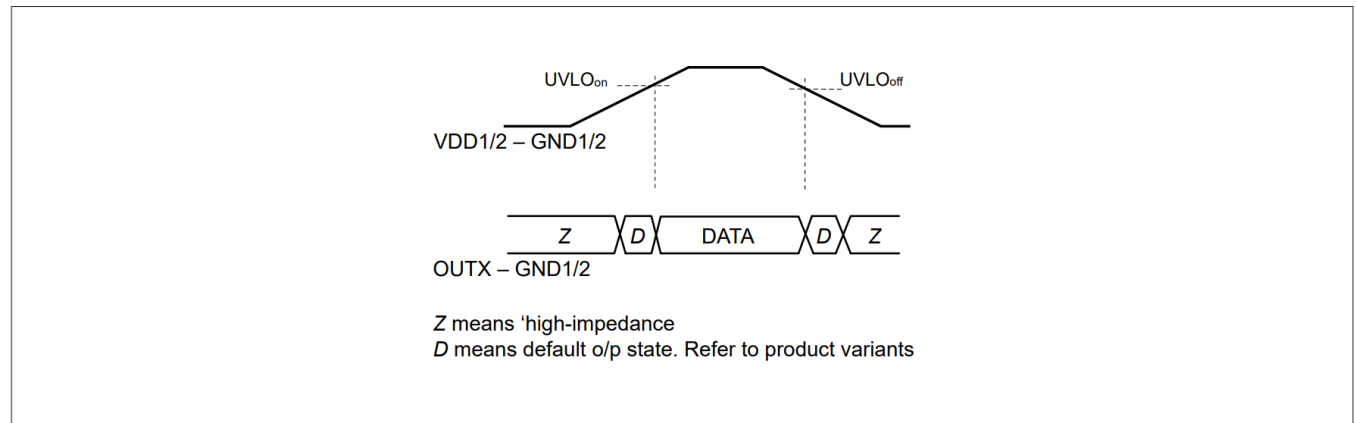 UVLOon
UVLOoff
VDD1/2 – GND1/2
Z D DATA D Z
OUTX – GND1/2
Z means ‘high-impedance
D means default o/p state. Refer to product variants